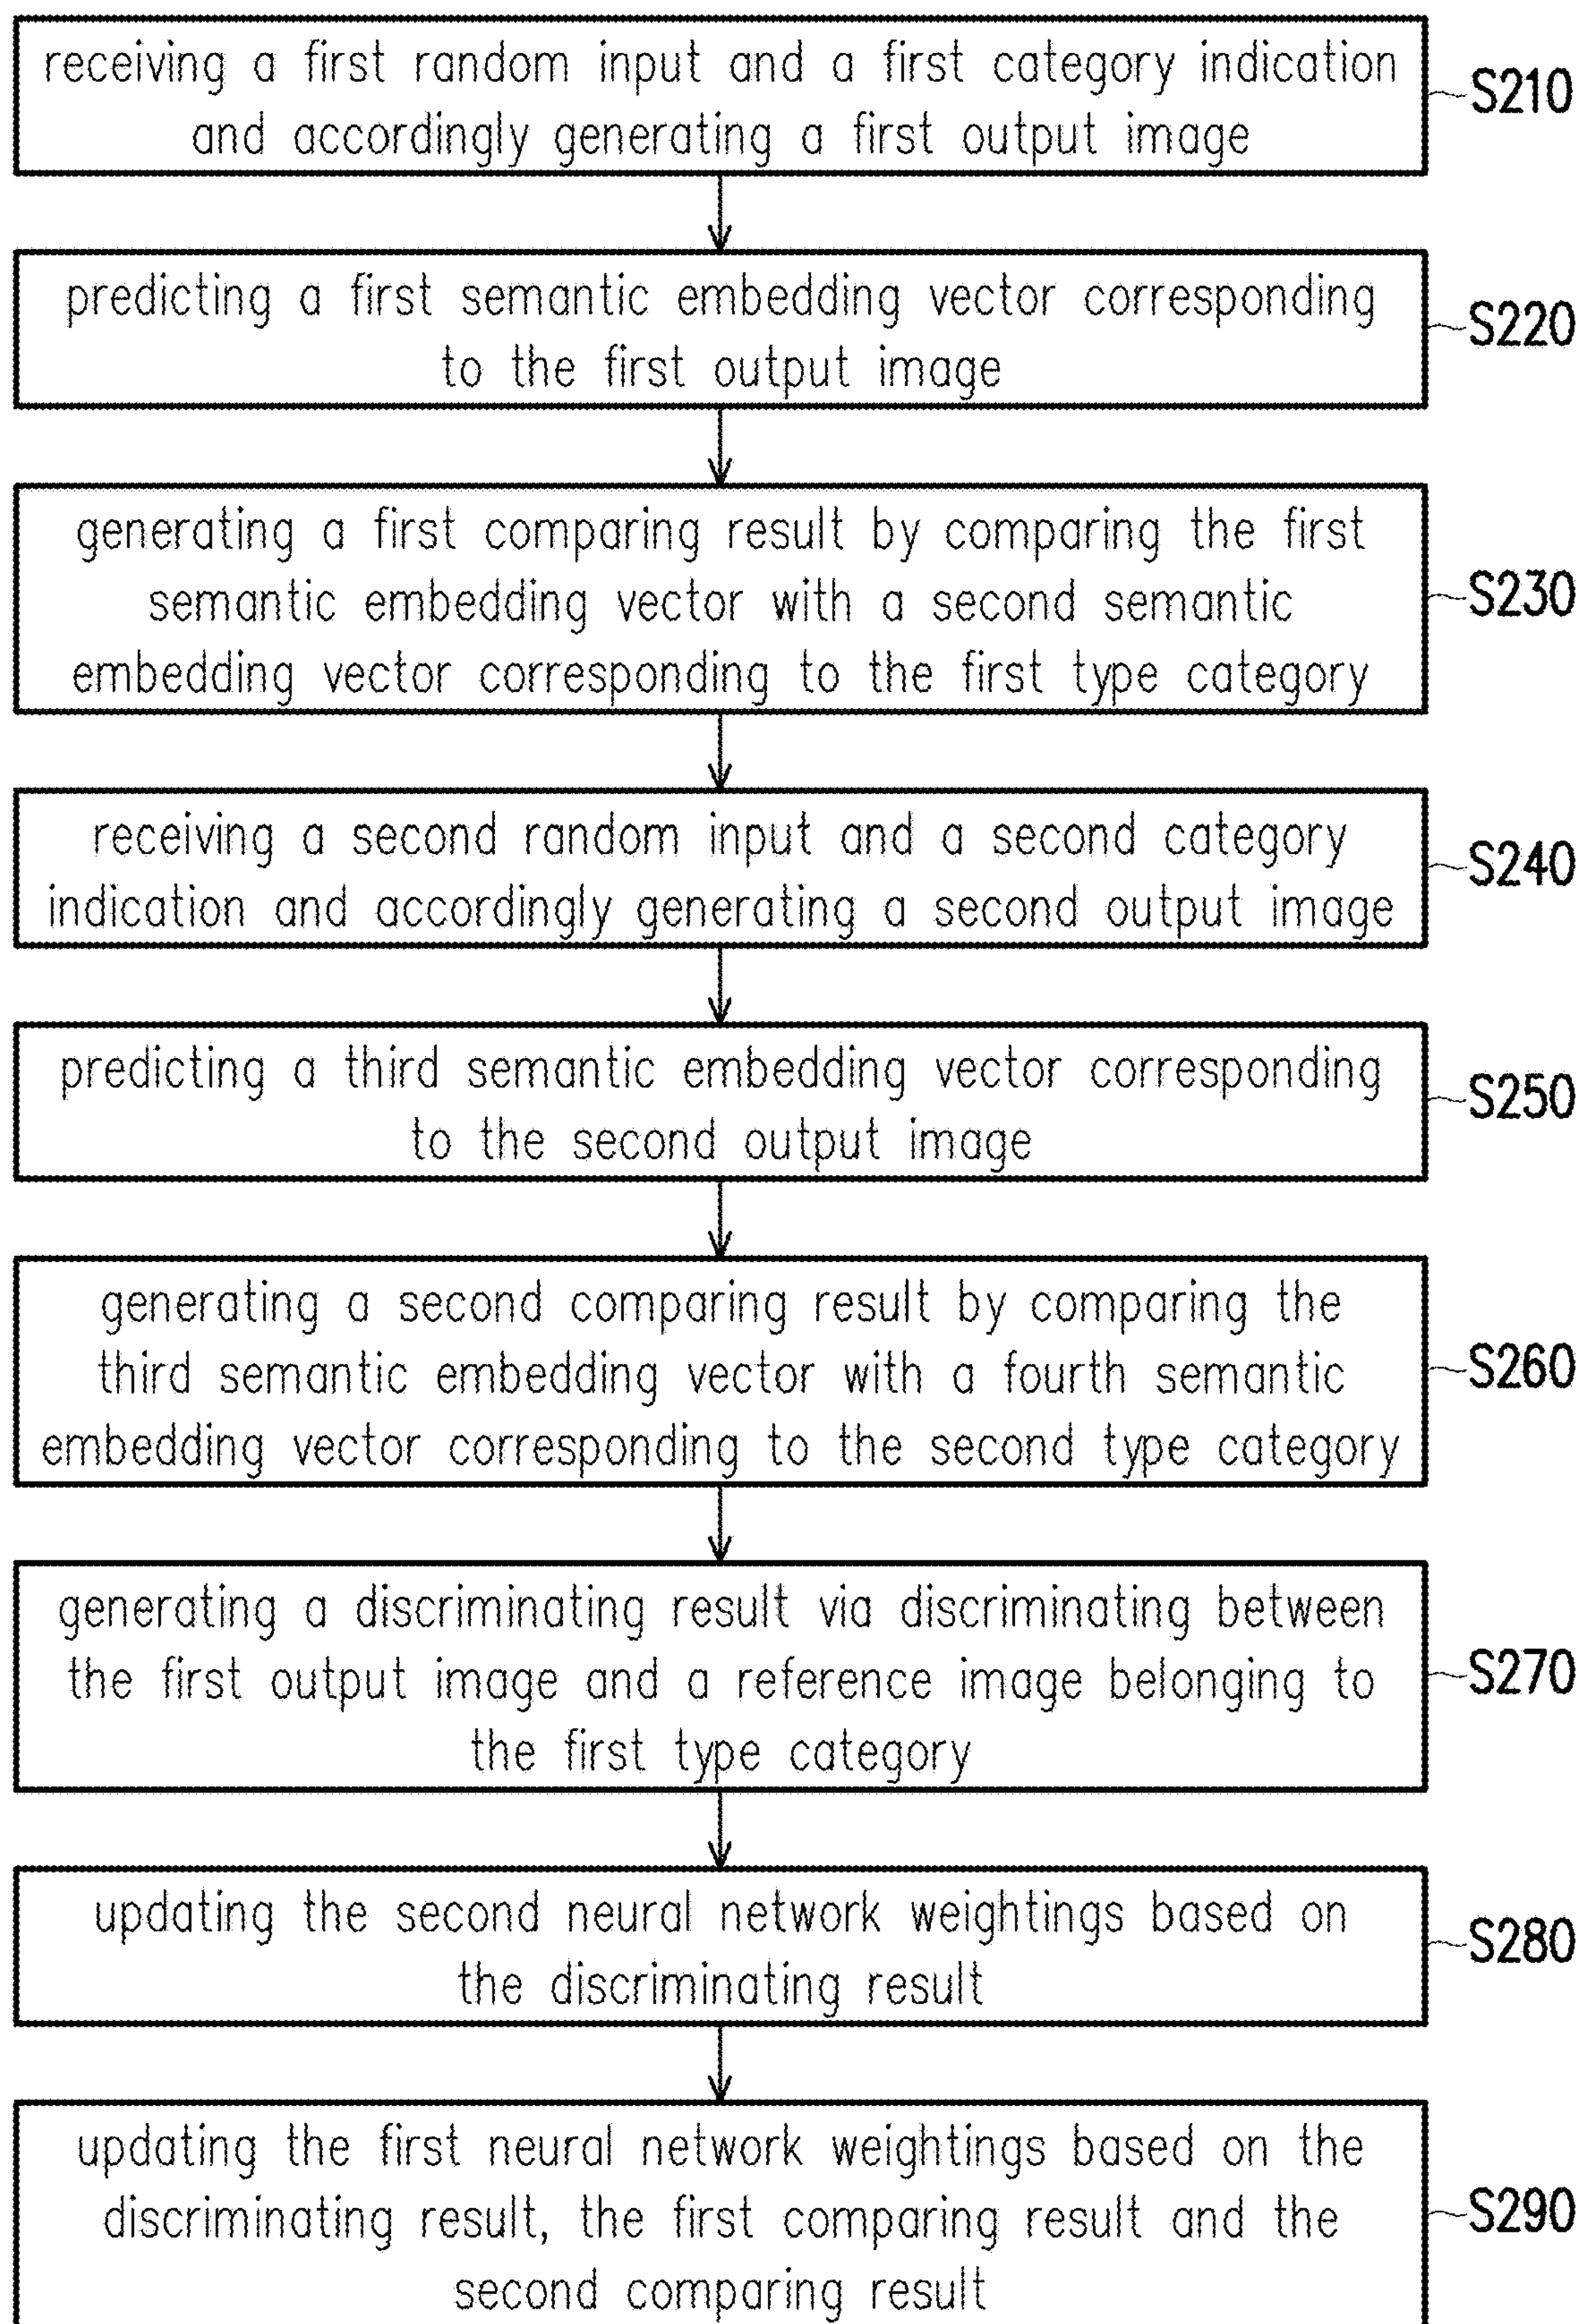 receiving a first random input and a first category indication
and accordingly generating a first output image
S210
predicting a first semantic embedding vector corresponding
to the first output image
S220
generating a first comparing result by comparing the first
semantic embedding vector with a second semantic
embedding vector corresponding to the first type category
S230
receiving a second random input and a second category
indication and accordingly generating a second output image
S240
predicting a third semantic embedding vector corresponding
to the second output image
S250
generating a second comparing result by comparing the
third semantic embedding vector with a fourth semantic
embedding vector corresponding to the second type category
S260
generating a discriminating result via discriminating between
the first output image and a reference image belonging to
the first type category
S270
updating the second neural network weightings based on
the discriminating result
S280
updating the first neural network weightings based on the
discriminating result, the first comparing result and the
second comparing result
S290